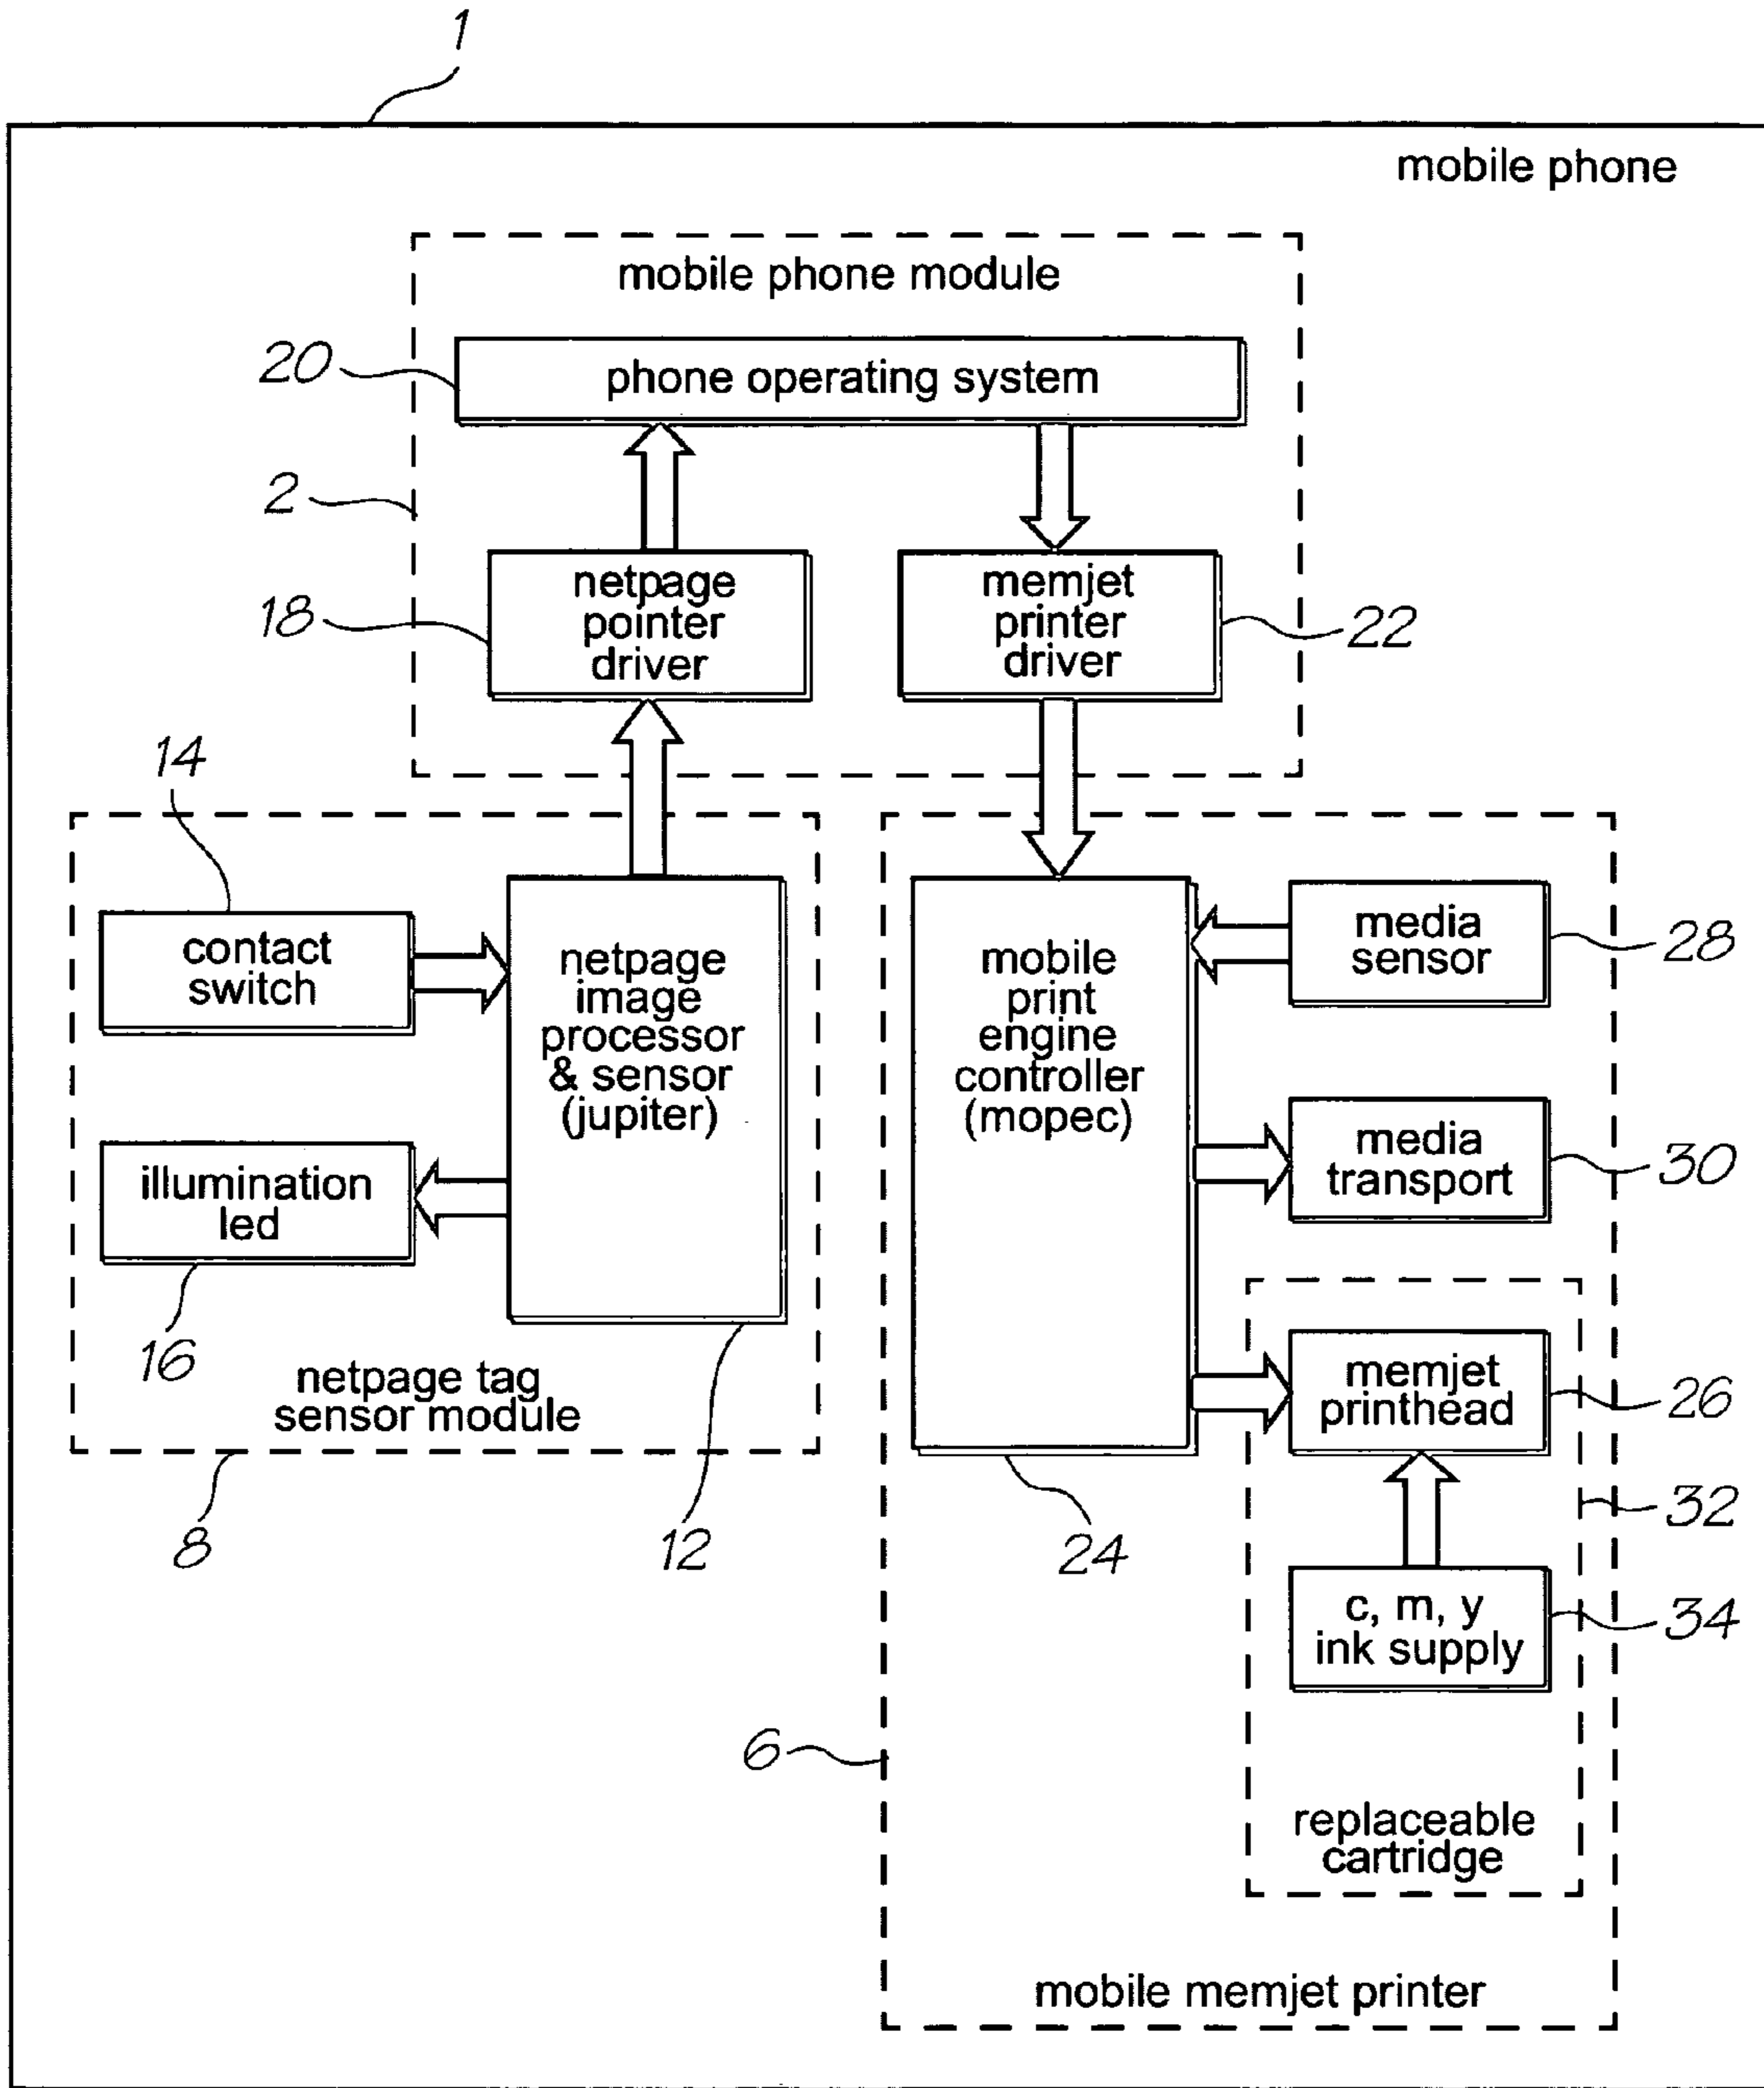 1
mobile phone
mobile phone module
20
phone operating system
2
18
netpage
pointer
driver
memjet
printer
driver
22
14
contact
switch
netpage
image
processor
& sensor
(jupiter)
illumination
led
16
netpage tag
sensor module
8
12
mobile
print
engine
controller
(mopec)
media
sensor
28
media
transport
30
memjet
printhead
26
24
32
c, m, y
ink supply
34
6
replaceable
cartridge
mobile memjet printer